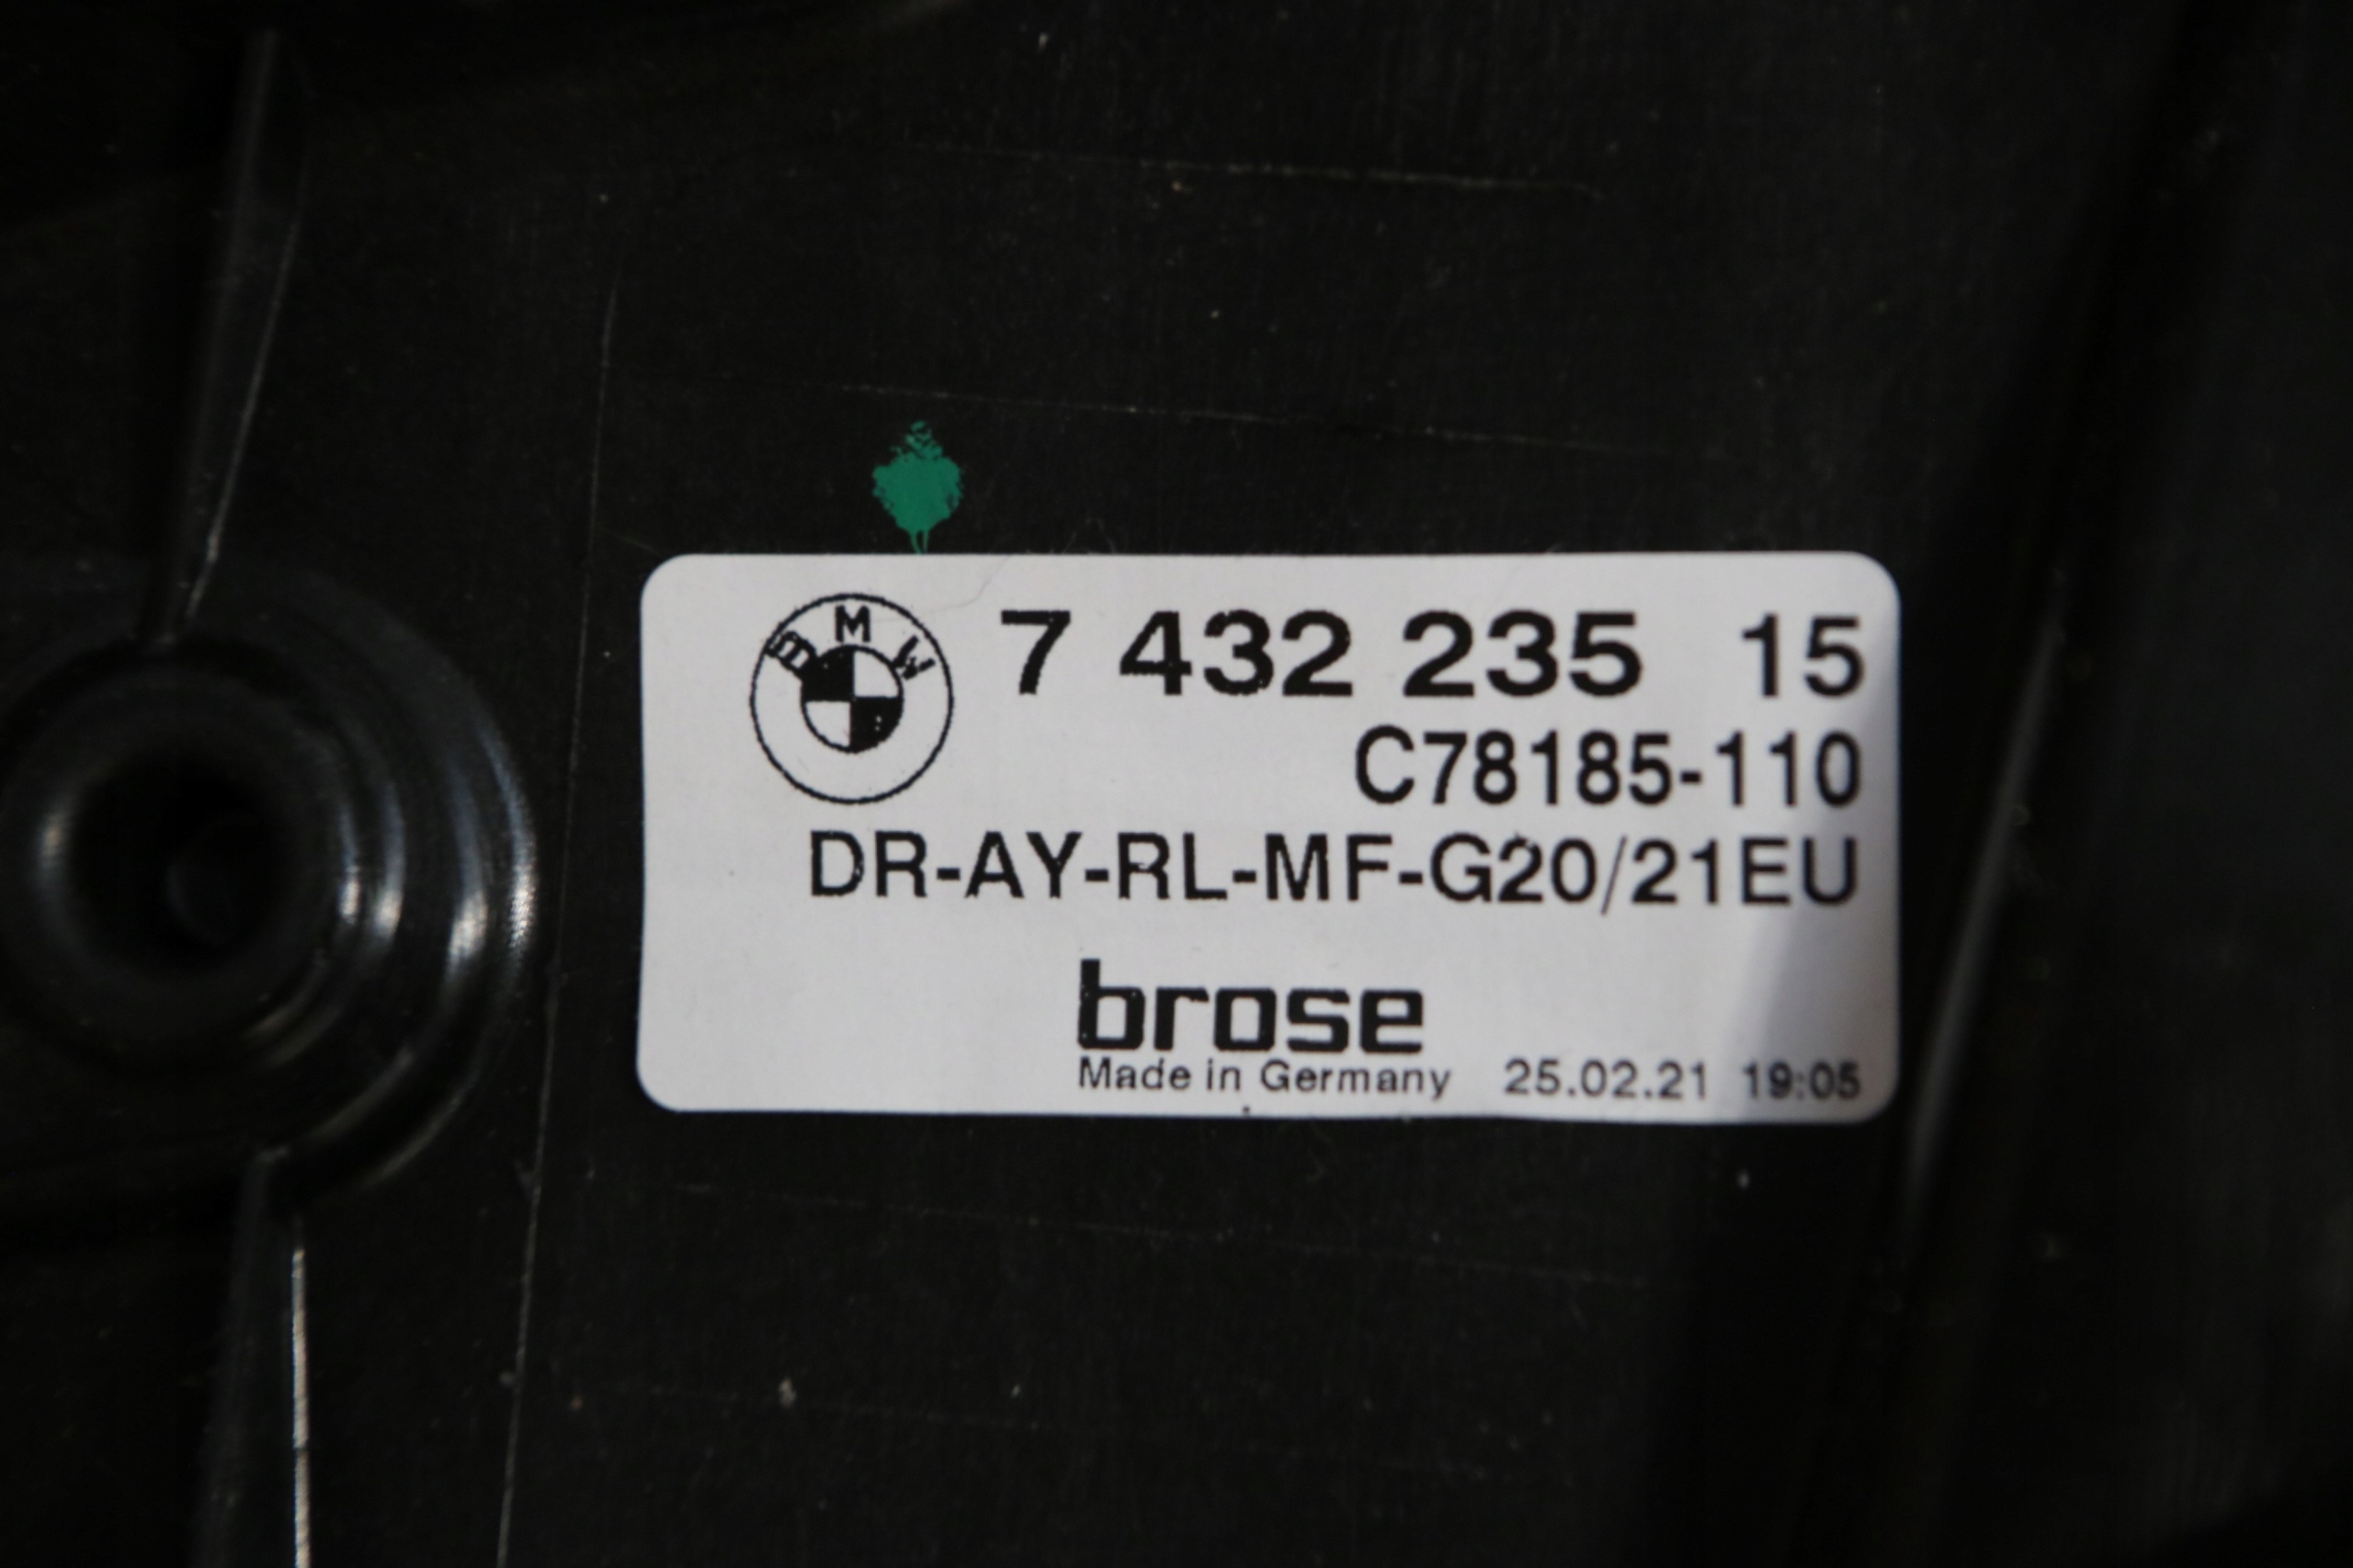 BMW 7 432 235 15
C78185-110
DR-AY-RL-MF-G20/21EU
brose
Made in Germany 25.02.21 19:05